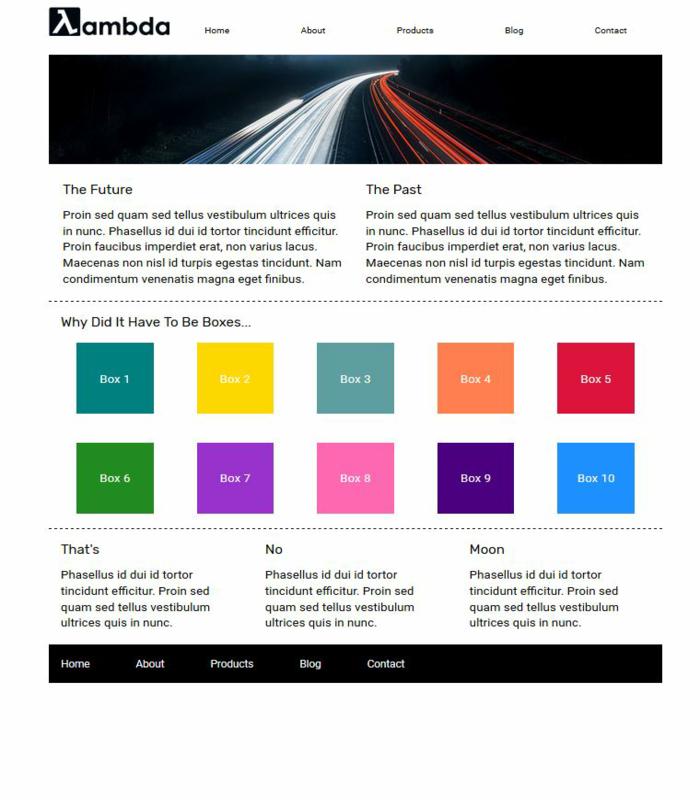 λambda
Home About Products Blog Contact
The Future
Proin sed quam sed tellus vestibulum ultrices quis
in nunc. Phasellus id dui id tortor tincidunt efficitur.
Proin faucibus imperdiet erat, non varius lacus.
Maecenas non nisl id turpis egestas tincidunt. Nam
condimentum venenatis magna eget finibus.
The Past
Proin sed quam sed tellus vestibulum ultrices quis
in nunc. Phasellus id dui id tortor tincidunt efficitur.
Proin faucibus imperdiet erat, non varius lacus.
Maecenas non nisl id turpis egestas tincidunt. Nam
condimentum venenatis magna eget finibus.
Why Did It Have To Be Boxes...
Box 1 Box 2 Box 3 Box 4 Box 5
Box 6 Box 7 Box 8 Box 9 Box 10
That's
Phasellus id dui id tortor
tincidunt efficitur. Proin sed
quam sed tellus vestibulum
ultrices quis in nunc.
No
Phasellus id dui id tortor
tincidunt efficitur. Proin sed
quam sed tellus vestibulum
ultrices quis in nunc.
Moon
Phasellus id dui id tortor
tincidunt efficitur. Proin sed
quam sed tellus vestibulum
ultrices quis in nunc.
Home About Products Blog Contact